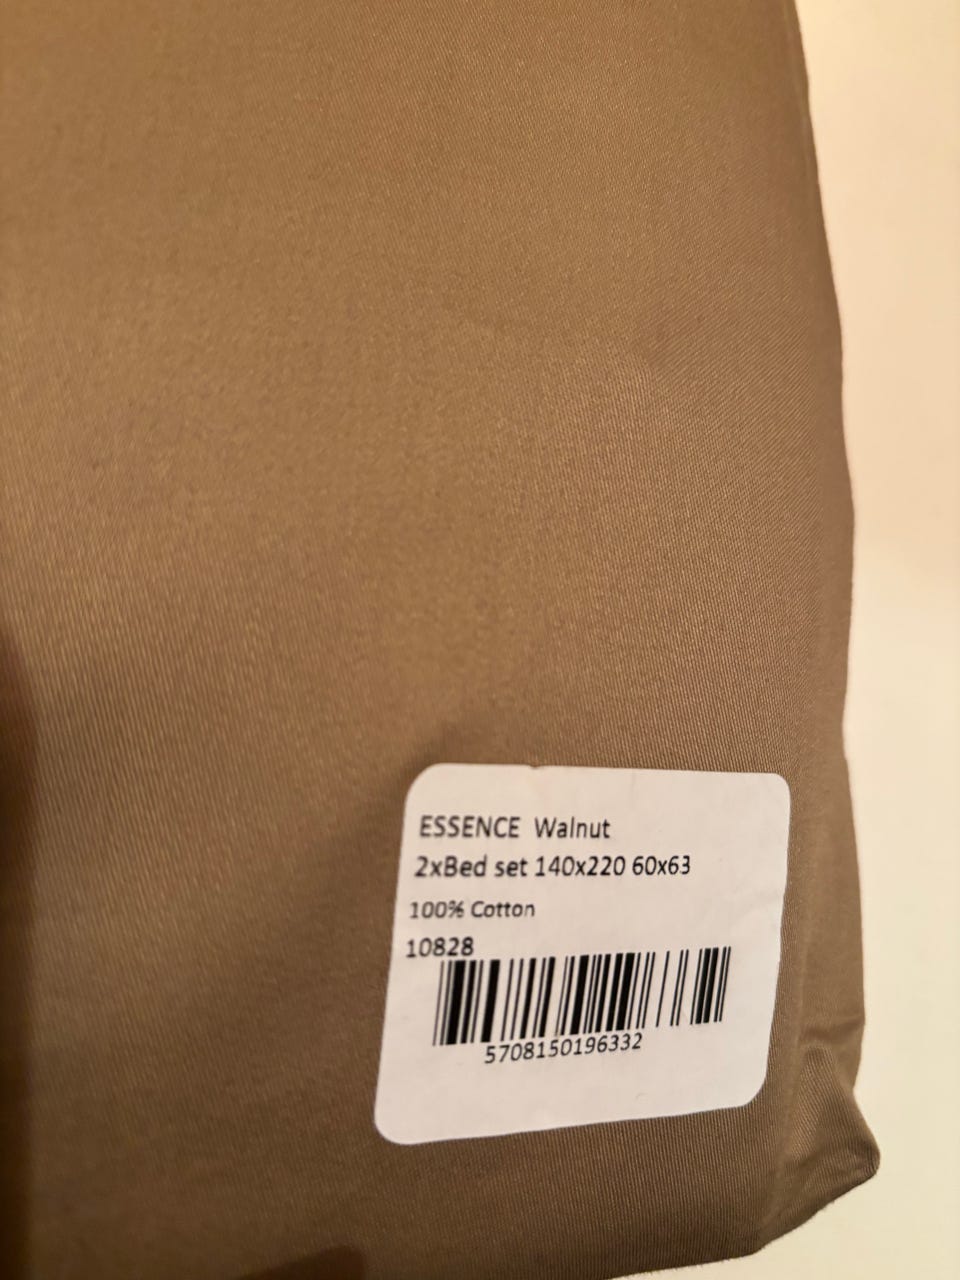 ESSENCE Walnut
2xBed set 140x220 60x63
100% Cotton
10828
5708150196332